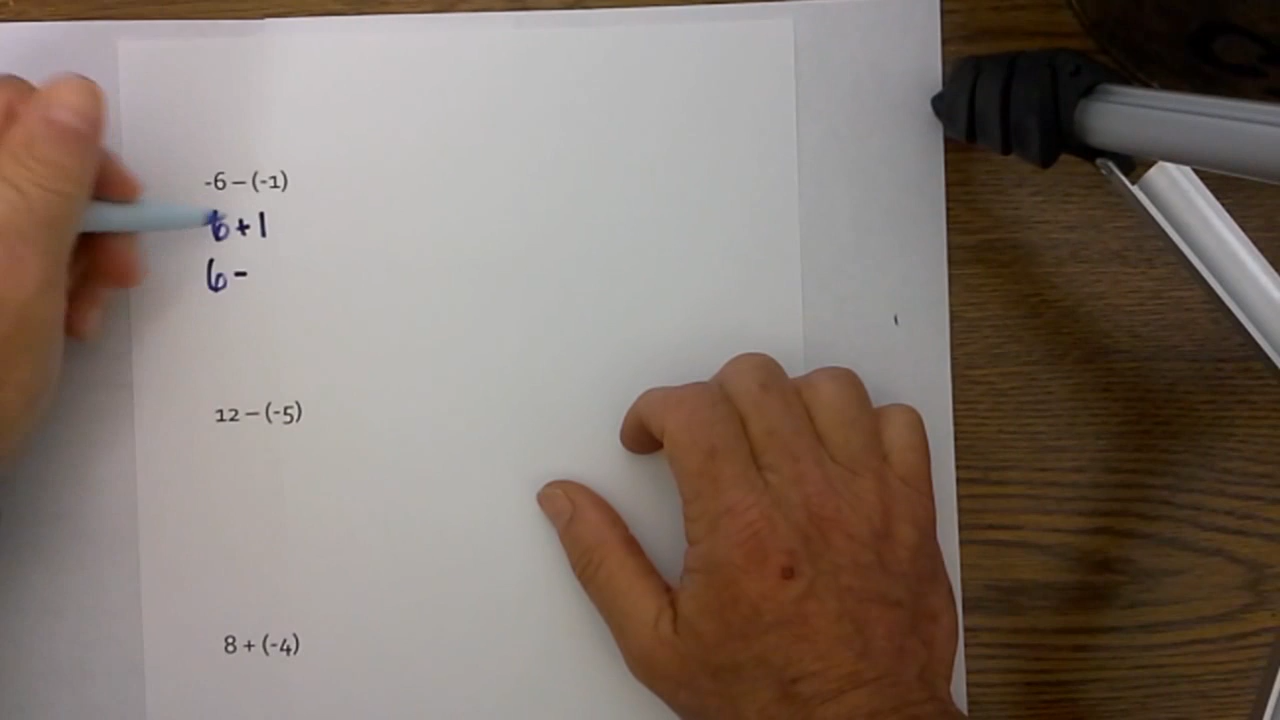 -6 – (-1)
6 + 1
6 -
12 – (-5)
8 + (-4)